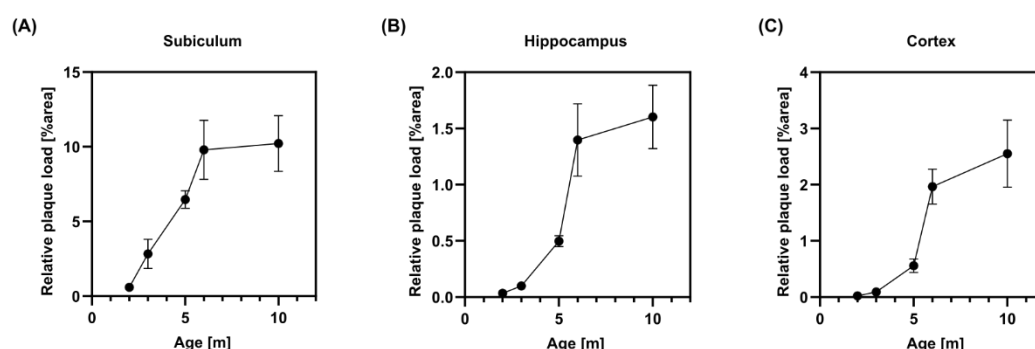 (A)
Subiculum
Relative plaque load [%area]
15
10
5
0
0
5
10
Age [m]
(B)
Hippocampus
Relative plaque load [%area]
2.0
1.5
1.0
0.5
0.0
0
5
10
Age [m]
(C)
Cortex
Relative plaque load [%area]
4
3
2
1
0
0
5
10
Age [m]